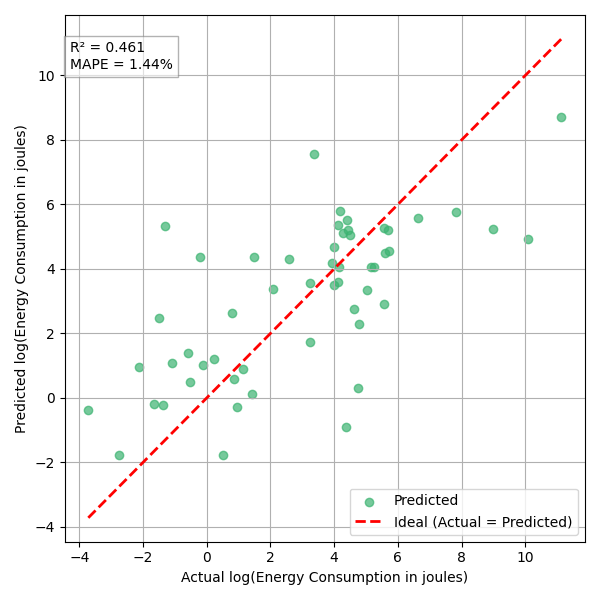 R² = 0.461
MAPE = 1.44%
10
8
6
4
2
0
−2
−4
Predicted log(Energy Consumption in joules)
Predicted
Ideal (Actual = Predicted)
−4 −2 0 2 4 6 8 10
Actual log(Energy Consumption in joules)